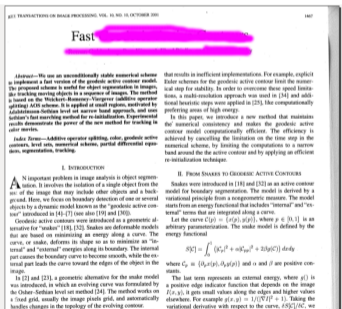 IEEE TRANSACTIONS ON IMAGE PROCESSING, VOL. 10, NO. 10, OCTOBER 2001
1467
Fast
Abstract—We use an unconditionally stable numerical scheme
to implement a fast version of the geodesic active contour model.
The proposed scheme is useful for object segmentation in images,
like tracking moving objects in a sequence of images. The method
is based on the Weickert–Romeney–Viergever (additive operator
splitting) AOS scheme. It is applied at small regions, motivated by
Adalsteinsson–Sethian level set narrow band approach, and uses
Sethian's fast marching method for re-initialization. Experimental
results demonstrate the power of the new method for tracking in
color movies.
Index Terms—Additive operator splitting, color, geodesic active
contours, level sets, numerical scheme, partial differential equa-
tions, segmentation, tracking.
I. INTRODUCTION
AN important problem in image analysis is object segmen-
tation. It involves the isolation of a single object from the
rest of the image that may include other objects and a back-
ground. Here, we focus on boundary detection of one or several
objects by a dynamic model known as the "geodesic active con-
tour" introduced in [4]–[7] (see also [19] and [30]).
Geodesic active contours were introduced as a geometric al-
ternative for "snakes" [18], [32]. Snakes are deformable models
that are based on minimizing an energy along a curve. The
curve, or snake, deforms its shape so as to minimize an "in-
ternal" and "external" energies along its boundary. The internal
part causes the boundary curve to become smooth, while the ex-
ternal part leads the curve toward the edges of the object in the
image.
In [2] and [23], a geometric alternative for the snake model
was introduced, in which an evolving curve was formulated by
the Osher–Sethian level set method [24]. The method works on
a fixed grid, usually the image pixels grid, and automatically
handles changes in the topology of the evolving contour.
that results in inefficient implementations. For example, explicit
Euler schemes for the geodesic active contour limit the numer-
ical step for stability. In order to overcome these speed limita-
tions, a multi-resolution approach was used in [34] and addi-
tional heuristic steps were applied in [25], like computationally
preferring areas of high energy.
In this paper, we introduce a new method that maintains
the numerical consistency and makes the geodesic active
contour model computationally efficient. The efficiency is
achieved by cancelling the limitation on the time step in the
numerical scheme, by limiting the computations to a narrow
band around the active contour and by applying an efficient
re-initialization technique.
II. FROM SNAKES TO GEODESIC ACTIVE CONTOURS
Snakes were introduced in [18] and [32] as an active contour
model for boundary segmentation. The model is derived by a
variational principle from a nongeometric measure. The model
starts from an energy functional that includes "internal" and "ex-
ternal" terms that are integrated along a curve.
Let the curve C(p) = {x(p), y(p)}, where p ∈ [0, 1] is an
arbitrary parameterization. The snake model is defined by the
energy functional
where
and α and β are positive con-
stants.
The last term represents an external energy, where g() is
a positive edge indicator function that depends on the image
I(x, y), it gets small values along the edges and higher values
elsewhere. For example g(x, y) = 1/(|∇I|² + 1). Taking the
variational derivative with respect to the curve, δS[C]/δC, we